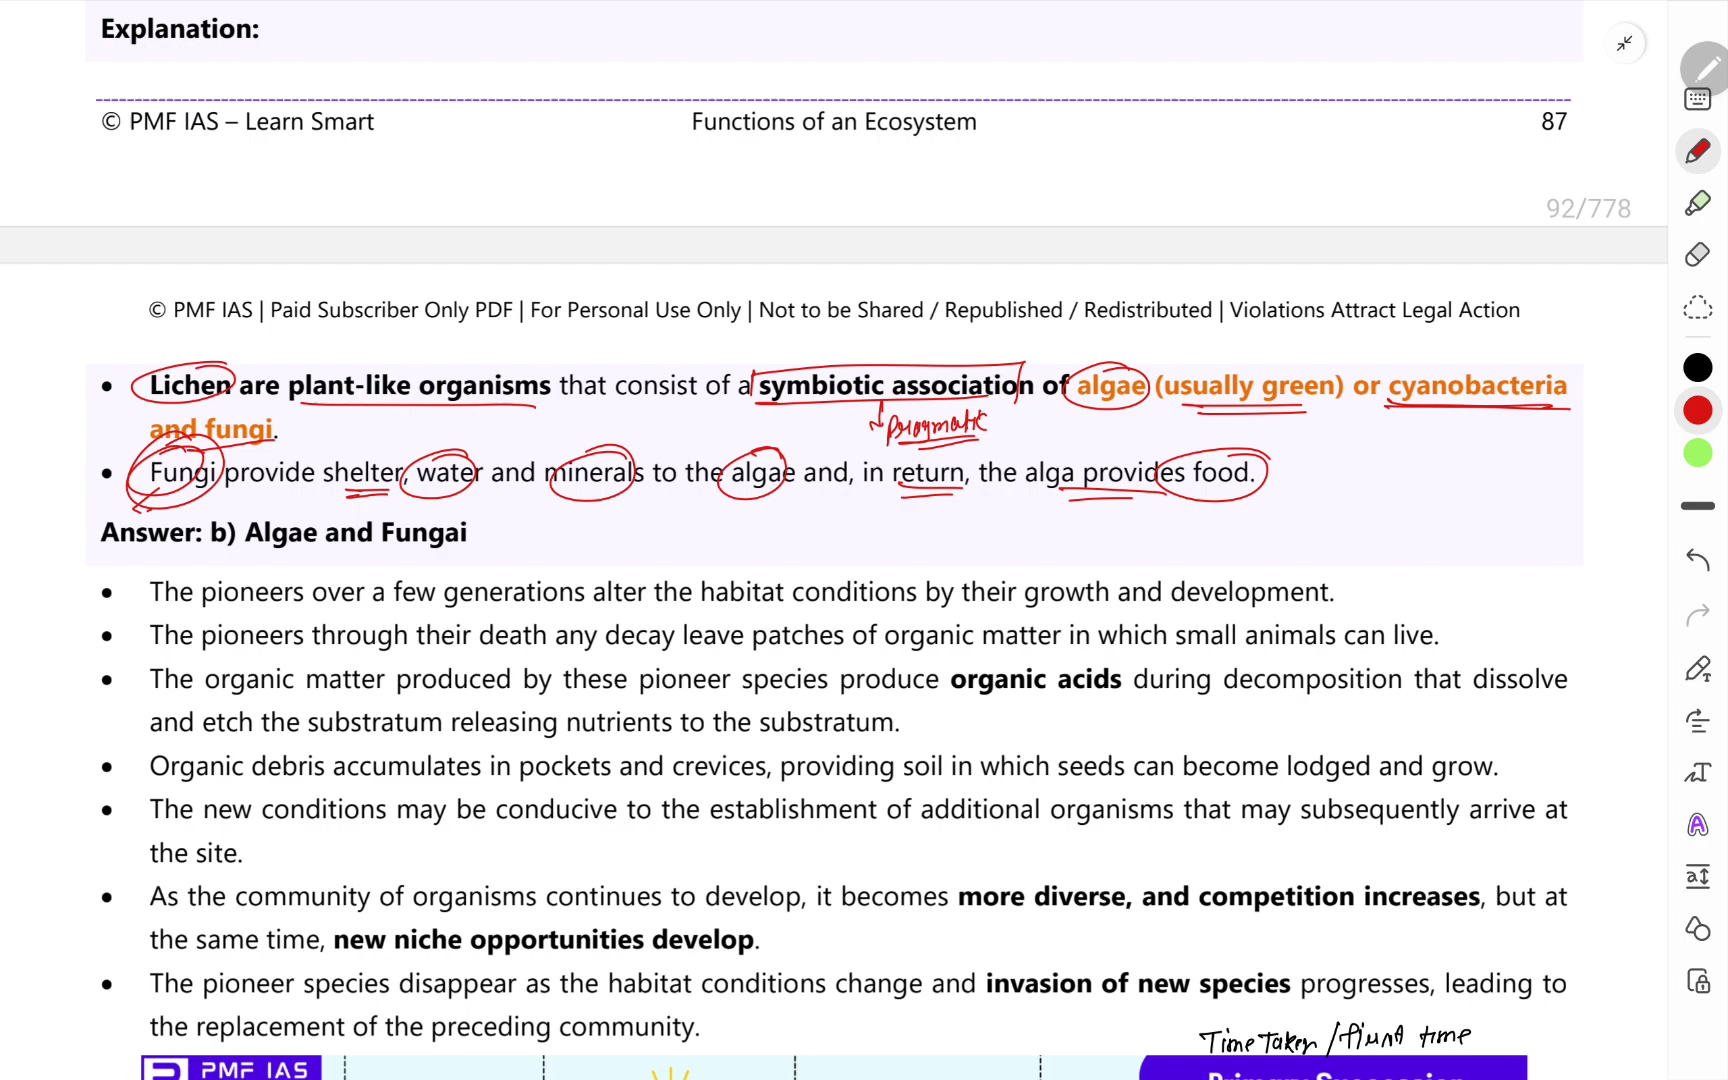 Explanation:
© PMF IAS – Learn Smart Functions of an Ecosystem 87
92/778
© PMF IAS | Paid Subscriber Only PDF | For Personal Use Only | Not to be Shared / Republished / Redistributed | Violations Attract Legal Action
• Lichen are plant-like organisms that consist of a symbiotic association of algae (usually green) or cyanobacteria
and fungi.
• Fungi provide shelter, water and minerals to the algae and, in return, the alga provides food.
Answer: b) Algae and Fungai
• The pioneers over a few generations alter the habitat conditions by their growth and development.
• The pioneers through their death any decay leave patches of organic matter in which small animals can live.
• The organic matter produced by these pioneer species produce organic acids during decomposition that dissolve
and etch the substratum releasing nutrients to the substratum.
• Organic debris accumulates in pockets and crevices, providing soil in which seeds can become lodged and grow.
• The new conditions may be conducive to the establishment of additional organisms that may subsequently arrive at
the site.
• As the community of organisms continues to develop, it becomes more diverse, and competition increases, but at
the same time, new niche opportunities develop.
• The pioneer species disappear as the habitat conditions change and invasion of new species progresses, leading to
the replacement of the preceding community.
Time Taken / time
PMF IAS
Primary Succession